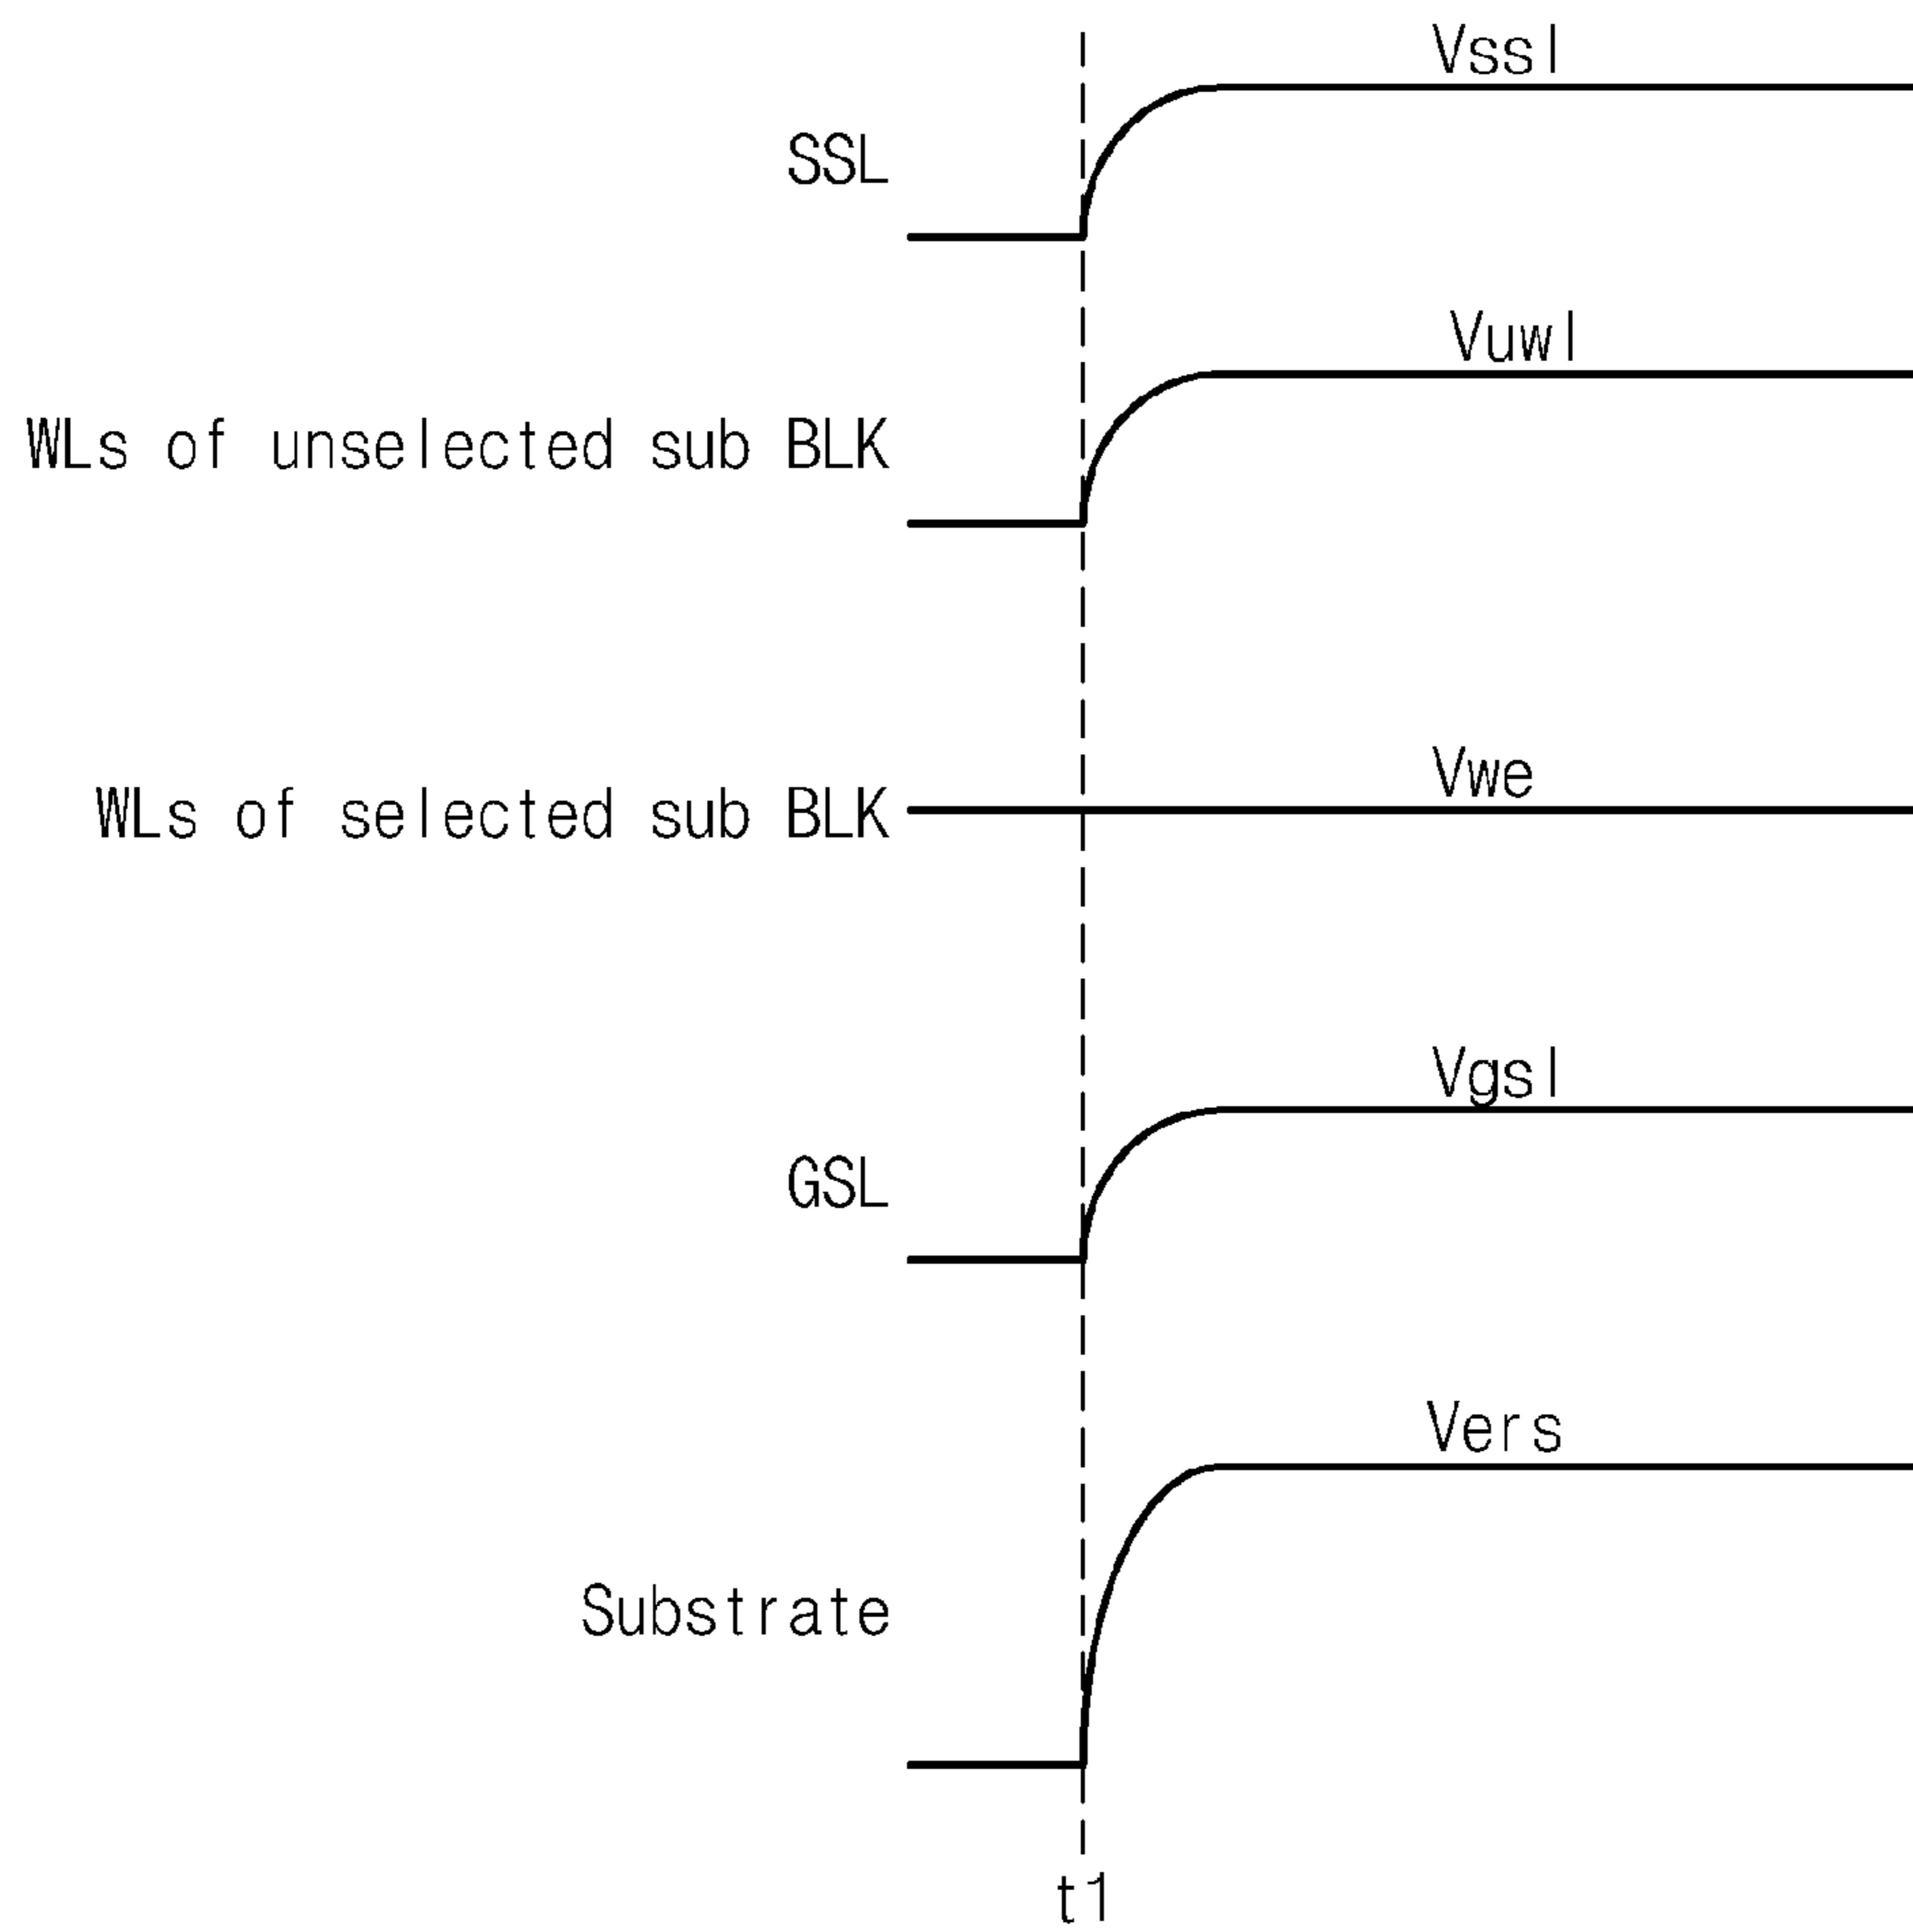 Vssl
SSL
Vuwl
WLs of unselected sub BLK
Vwe
WLs of selected sub BLK
Vgsl
GSL
Vers
Substrate
t1